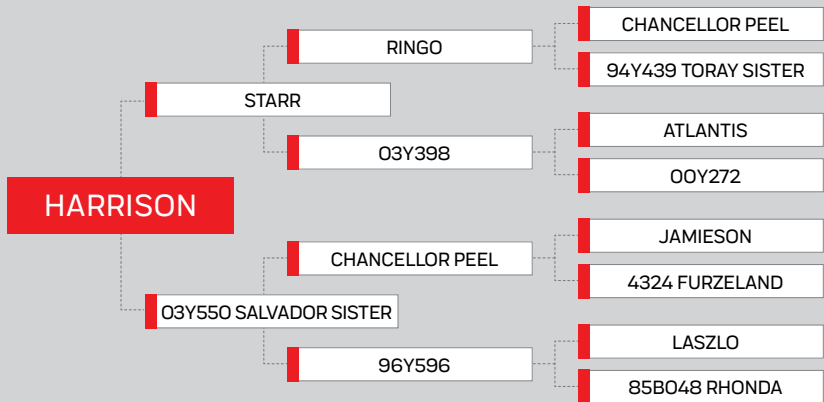 CHANCELLOR PEEL
RINGO
94Y439 TORAY SISTER
STARR
ATLANTIS
03Y398
00Y272
HARRISON
JAMIESON
CHANCELLOR PEEL
4324 FURZELAND
03Y550 SALVADOR SISTER
LASZLO
96Y596
85B048 RHONDA